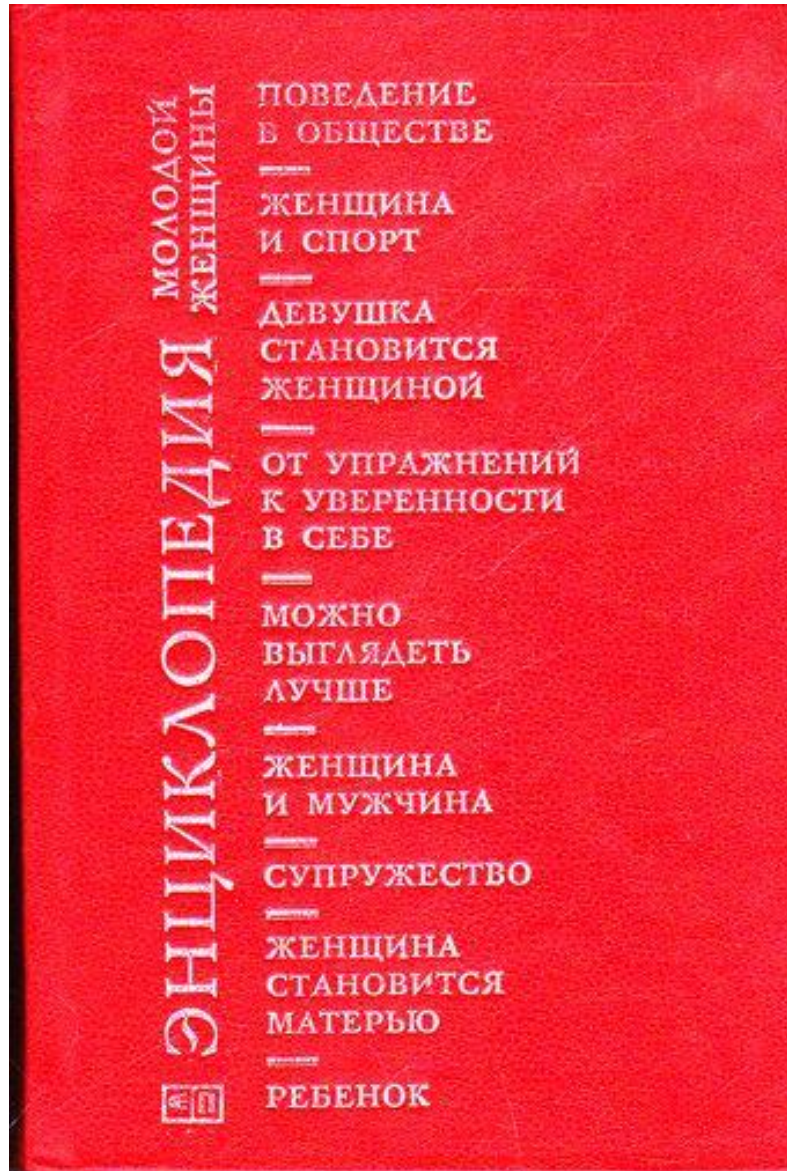 ЭНЦИКЛОПЕДИЯ
МОЛОДОЙ
ЖЕНЩИНЫ
ПОВЕДЕНИЕ
В ОБЩЕСТВЕ
ЖЕНЩИНА
И СПОРТ
ДЕВУШКА
СТАНОВИТСЯ
ЖЕНЩИНОЙ
ОТ УПРАЖНЕНИЙ
К УВЕРЕННОСТИ
В СЕБЕ
МОЖНО
ВЫГЛЯДЕТЬ
ЛУЧШЕ
ЖЕНЩИНА
И МУЖЧИНА
СУПРУЖЕСТВО
ЖЕНЩИНА
СТАНОВИТСЯ
МАТЕРЬЮ
РЕБЕНОК